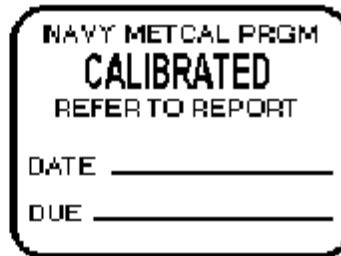 NAVY METCAL PRGM
CALIBRATED
REFER TO REPORT
DATE
DUE